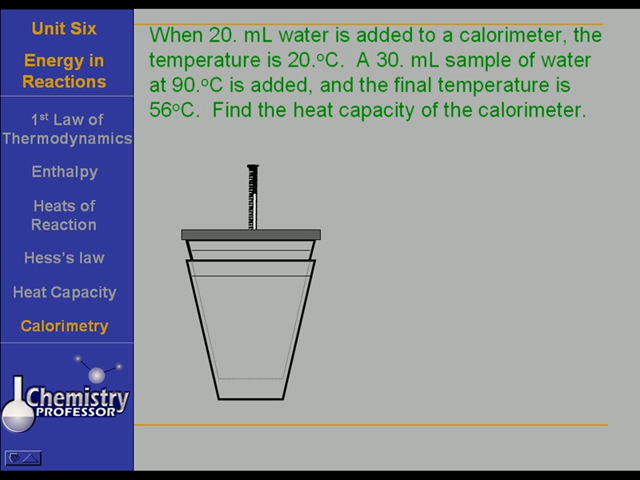 Unit Six
Energy in
Reactions
1st Law of
Thermodynamics
Enthalpy
Heats of
Reaction
Hess's law
Heat Capacity
Calorimetry
Chemistry
PROFESSOR
When 20. mL water is added to a calorimeter, the
temperature is 20.oC. A 30. mL sample of water
at 90.oC is added, and the final temperature is
56oC. Find the heat capacity of the calorimeter.